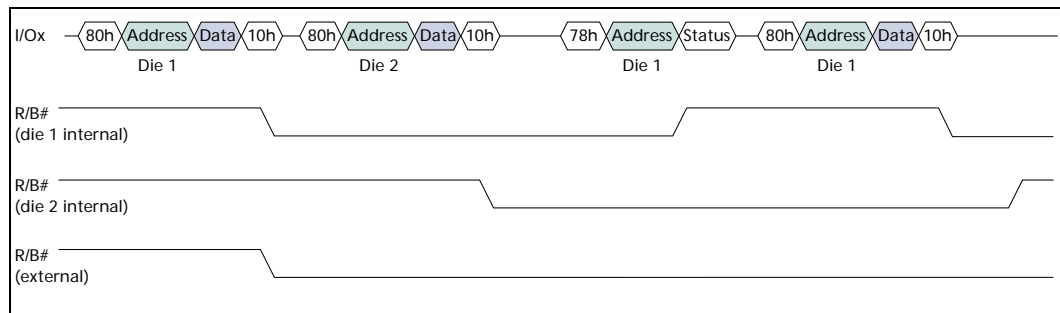 I/Ox 80h Address Data 10h 80h Address Data 10h 78h Address Status 80h Address Data 10h
Die 1 Die 2 Die 1 Die 1
R/B#
(die 1 internal)
R/B#
(die 2 internal)
R/B#
(external)